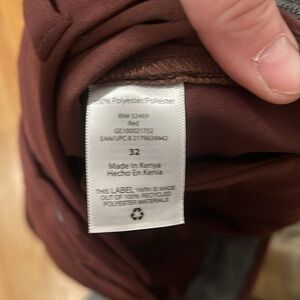 100% Polyester/Poliéster
RN# 52469
Red
GE100021752
EAN/UPC 8 2179639942
32
Made In Kenya
Hecho En Kenia
THIS LABEL YARN IS MADE
OUT OF 100% RECYCLED
POLYESTER MATERIALS